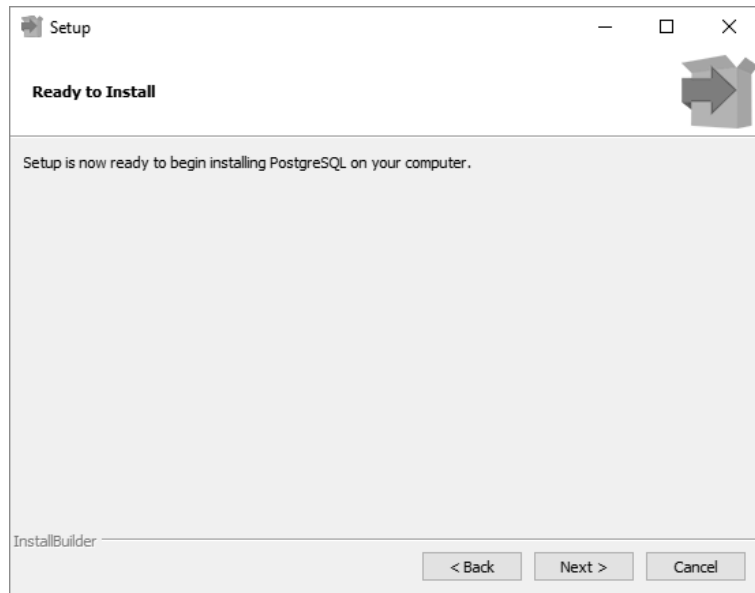 Setup
Ready to Install
Setup is now ready to begin installing PostgreSQL on your computer.
InstallBuilder
< Back
Next >
Cancel